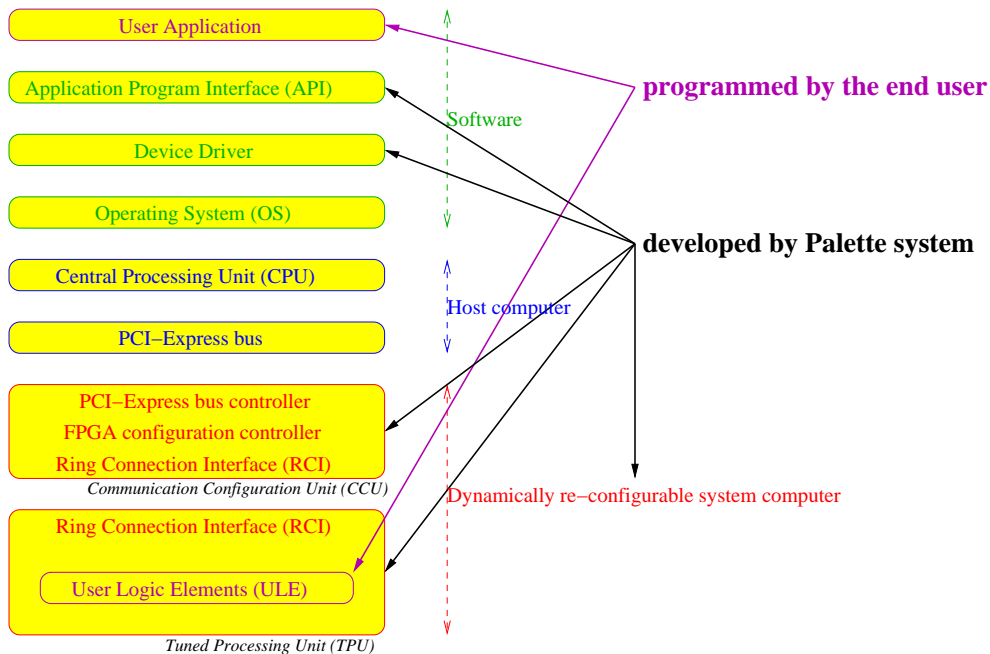 User Application
Application Program Interface (API)
programmed by the end user
Software
Device Driver
Operating System (OS)
developed by Palette system
Central Processing Unit (CPU)
Host computer
PCI−Express bus
PCI−Express bus controller
FPGA configuration controller
Ring Connection Interface (RCI)
Communication Configuration Unit (CCU)
Dynamically re−configurable system computer
Ring Connection Interface (RCI)
User Logic Elements (ULE)
Tuned Processing Unit (TPU)